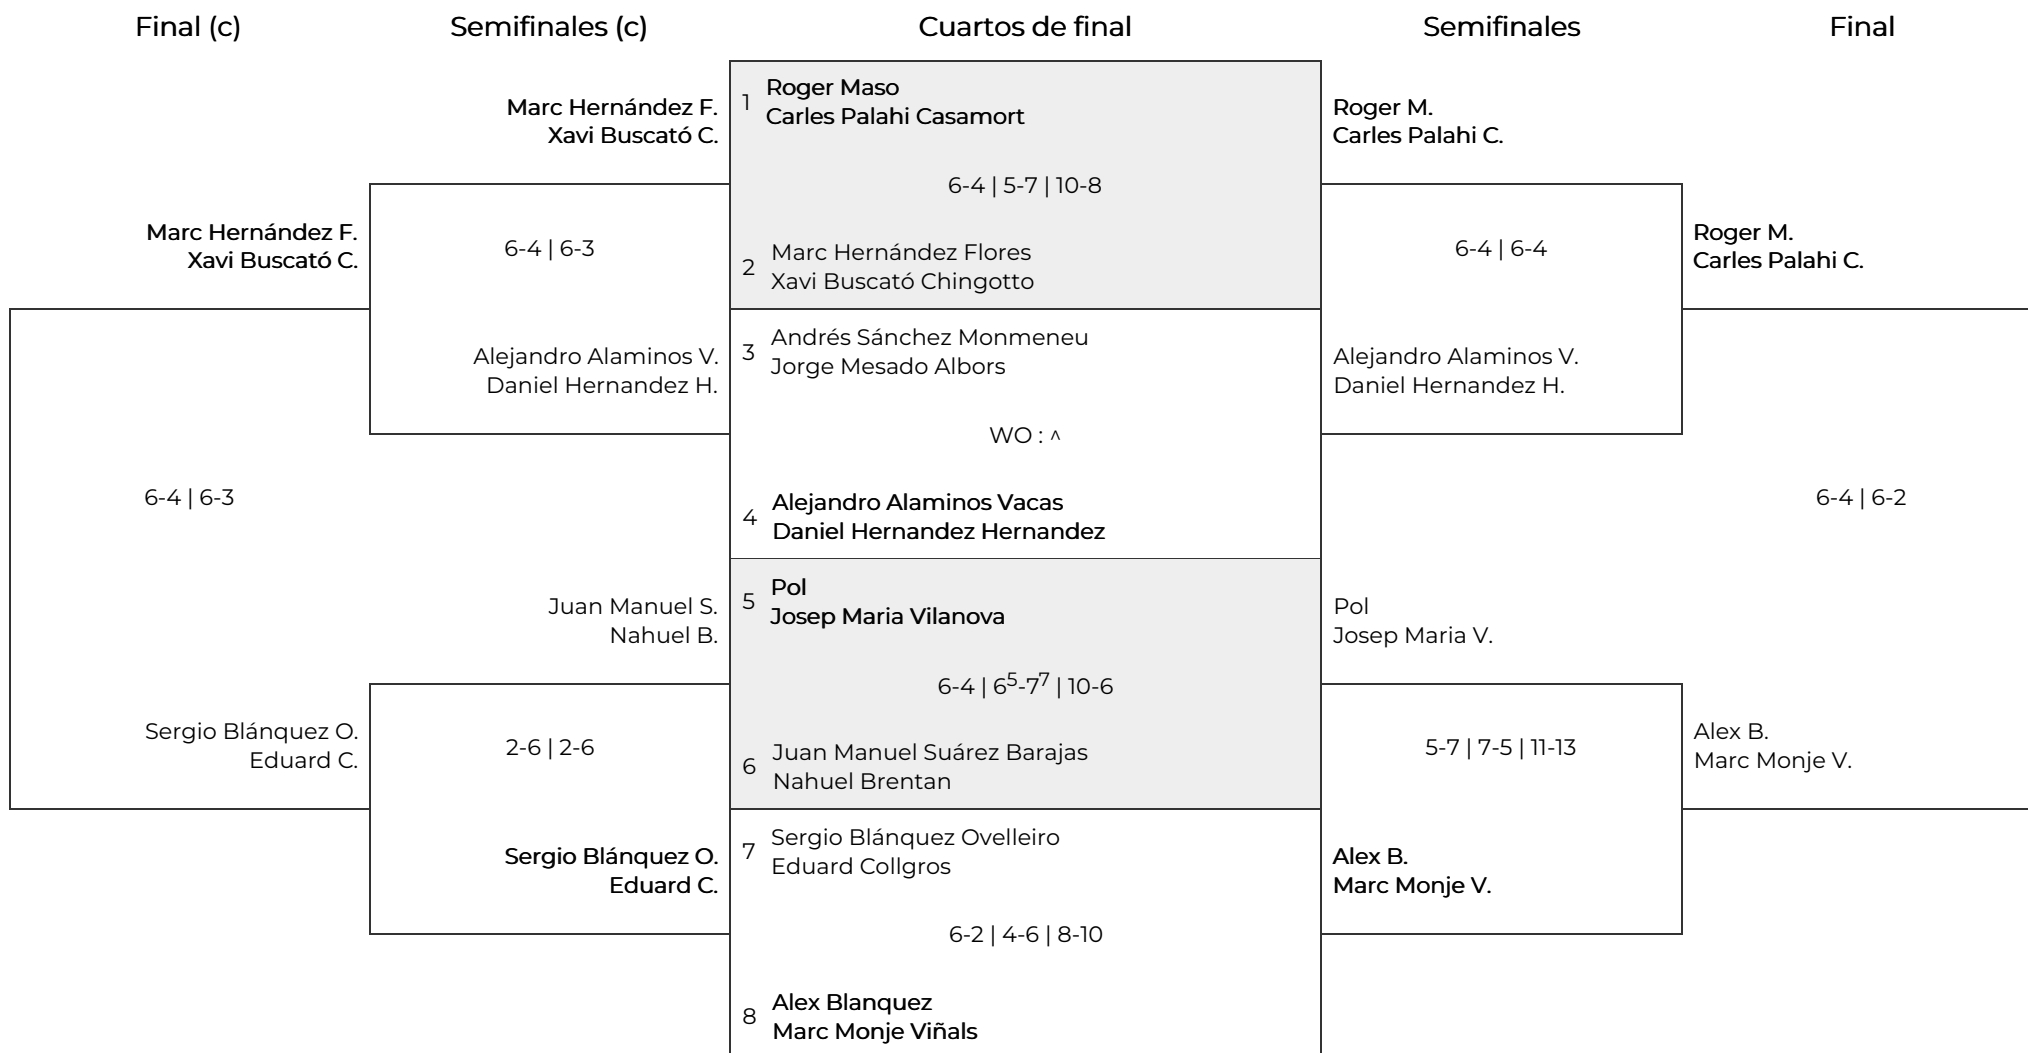 Final (c)
Semifinales (c)
Cuartos de final
Semifinales
Final
Marc Hernández F.
Xavi Buscató C.
6-4 | 6-3
Sergio Blánquez O.
Eduard C.
Marc Hernández F.
Xavi Buscató C.
6-4 | 6-3
Alejandro Alaminos V.
Daniel Hernandez H.
Juan Manuel S.
Nahuel B.
2-6 | 2-6
Sergio Blánquez O.
Eduard C.
1 Roger Maso
Carles Palahi Casamort
6-4 | 5-7 | 10-8
2 Marc Hernández Flores
Xavi Buscató Chingotto
3 Andrés Sánchez Monmeneu
Jorge Mesado Albors
WO : ^
4 Alejandro Alaminos Vacas
Daniel Hernandez Hernandez
5 Pol
Josep Maria Vilanova
6-4 | 6⁵-7⁷ | 10-6
6 Juan Manuel Suárez Barajas
Nahuel Brentan
7 Sergio Blánquez Ovelleiro
Eduard Collgros
6-2 | 4-6 | 8-10
8 Alex Blanquez
Marc Monje Viñals
Roger M.
Carles Palahi C.
6-4 | 6-4
Alejandro Alaminos V.
Daniel Hernandez H.
Pol
Josep Maria V.
5-7 | 7-5 | 11-13
Alex B.
Marc Monje V.
Roger M.
Carles Palahi C.
6-4 | 6-2
Alex B.
Marc Monje V.